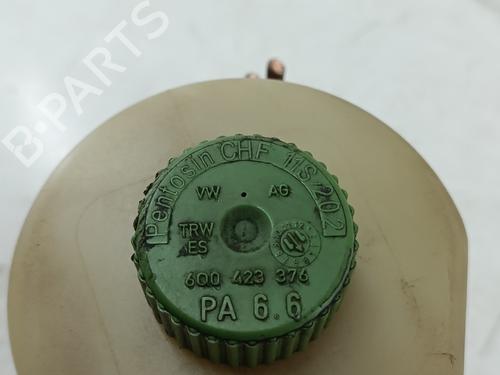 B·PARTS
Pentosin CHF 11S/202
VW AG
TRW
ES
6Q0 423 376
PA 6.6